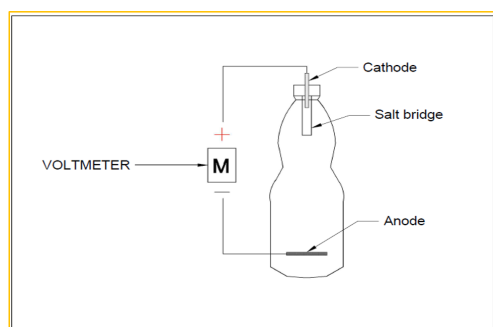 Cathode
Salt bridge
+
VOLTMETER
M
—
Anode